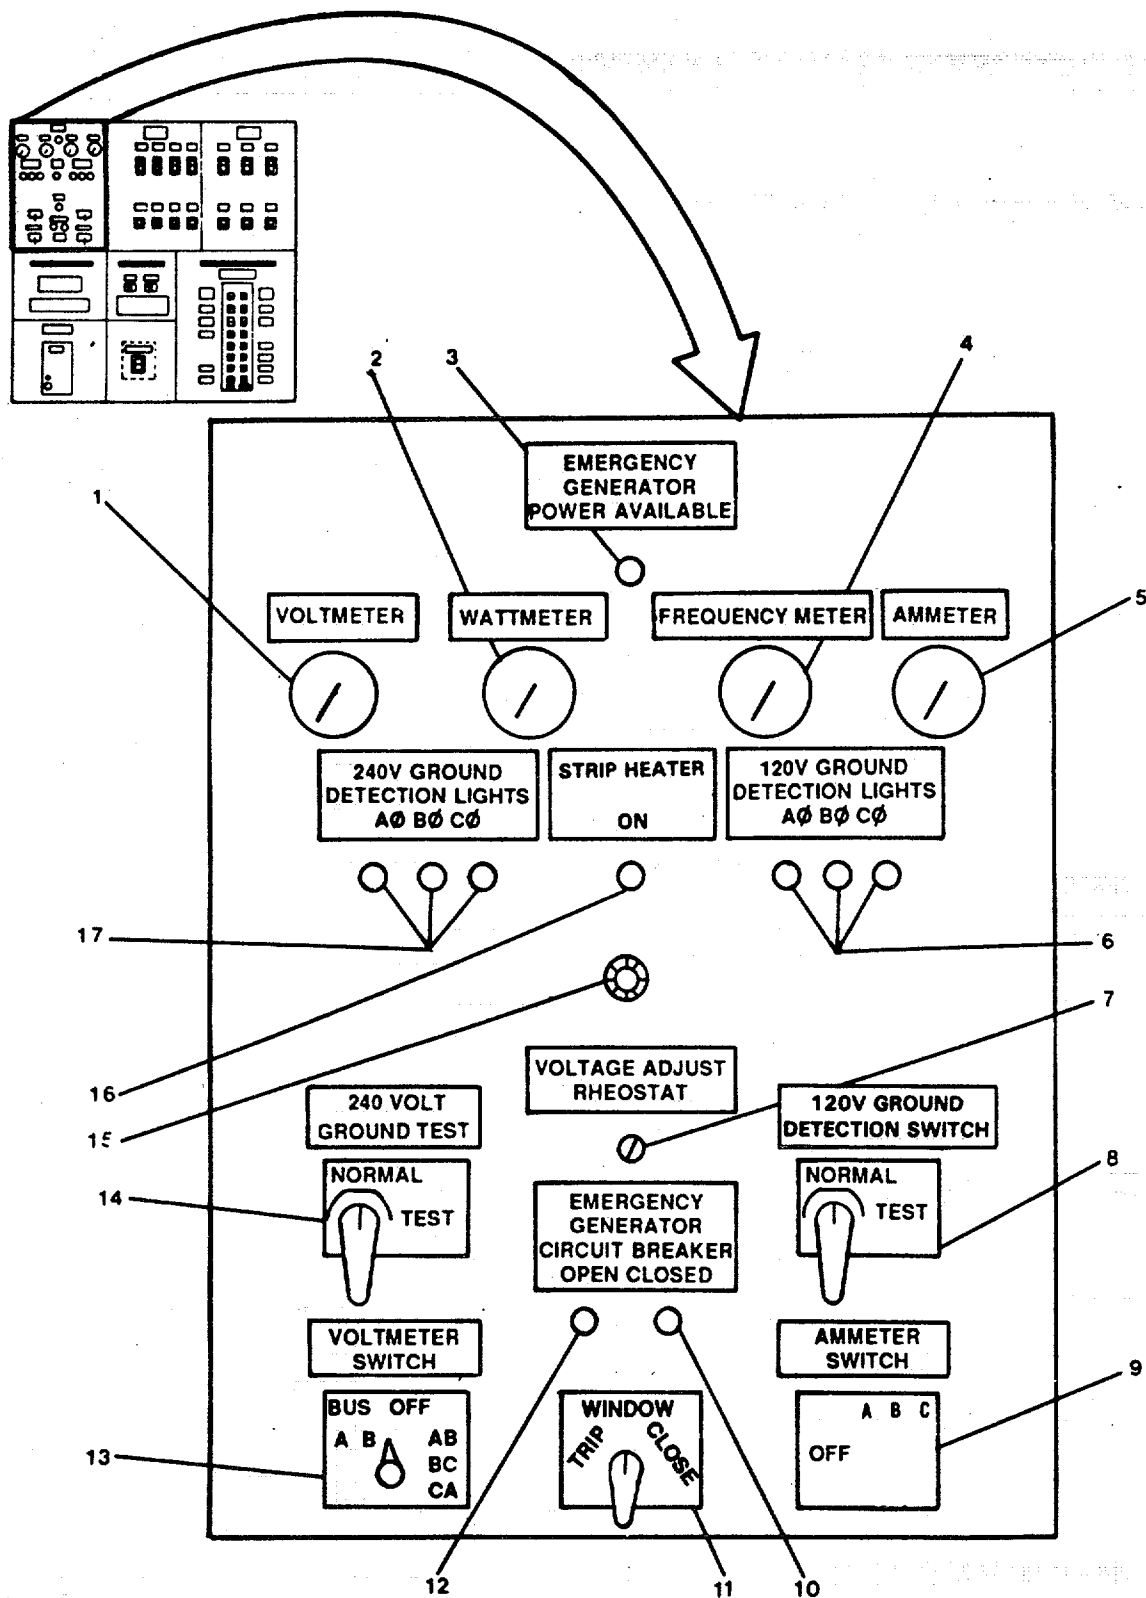 2
3
4
EMERGENCY
GENERATOR
POWER AVAILABLE
1
5
VOLTMETER
WATTMETER
FREQUENCY METER
AMMETER
240V GROUND
DETECTION LIGHTS
AØ BØ CØ
STRIP HEATER
ON
120V GROUND
DETECTION LIGHTS
AØ BØ CØ
17
6
7
16
15
VOLTAGE ADJUST
RHEOSTAT
240 VOLT
GROUND TEST
120V GROUND
DETECTION SWITCH
14
NORMAL
TEST
EMERGENCY
GENERATOR
CIRCUIT BREAKER
OPEN CLOSED
NORMAL
TEST
8
VOLTMETER
SWITCH
AMMETER
SWITCH
13
BUS OFF
A B AB
BC
CA
WINDOW
TRIP
CLOSE
A B C
OFF
9
12
11
10